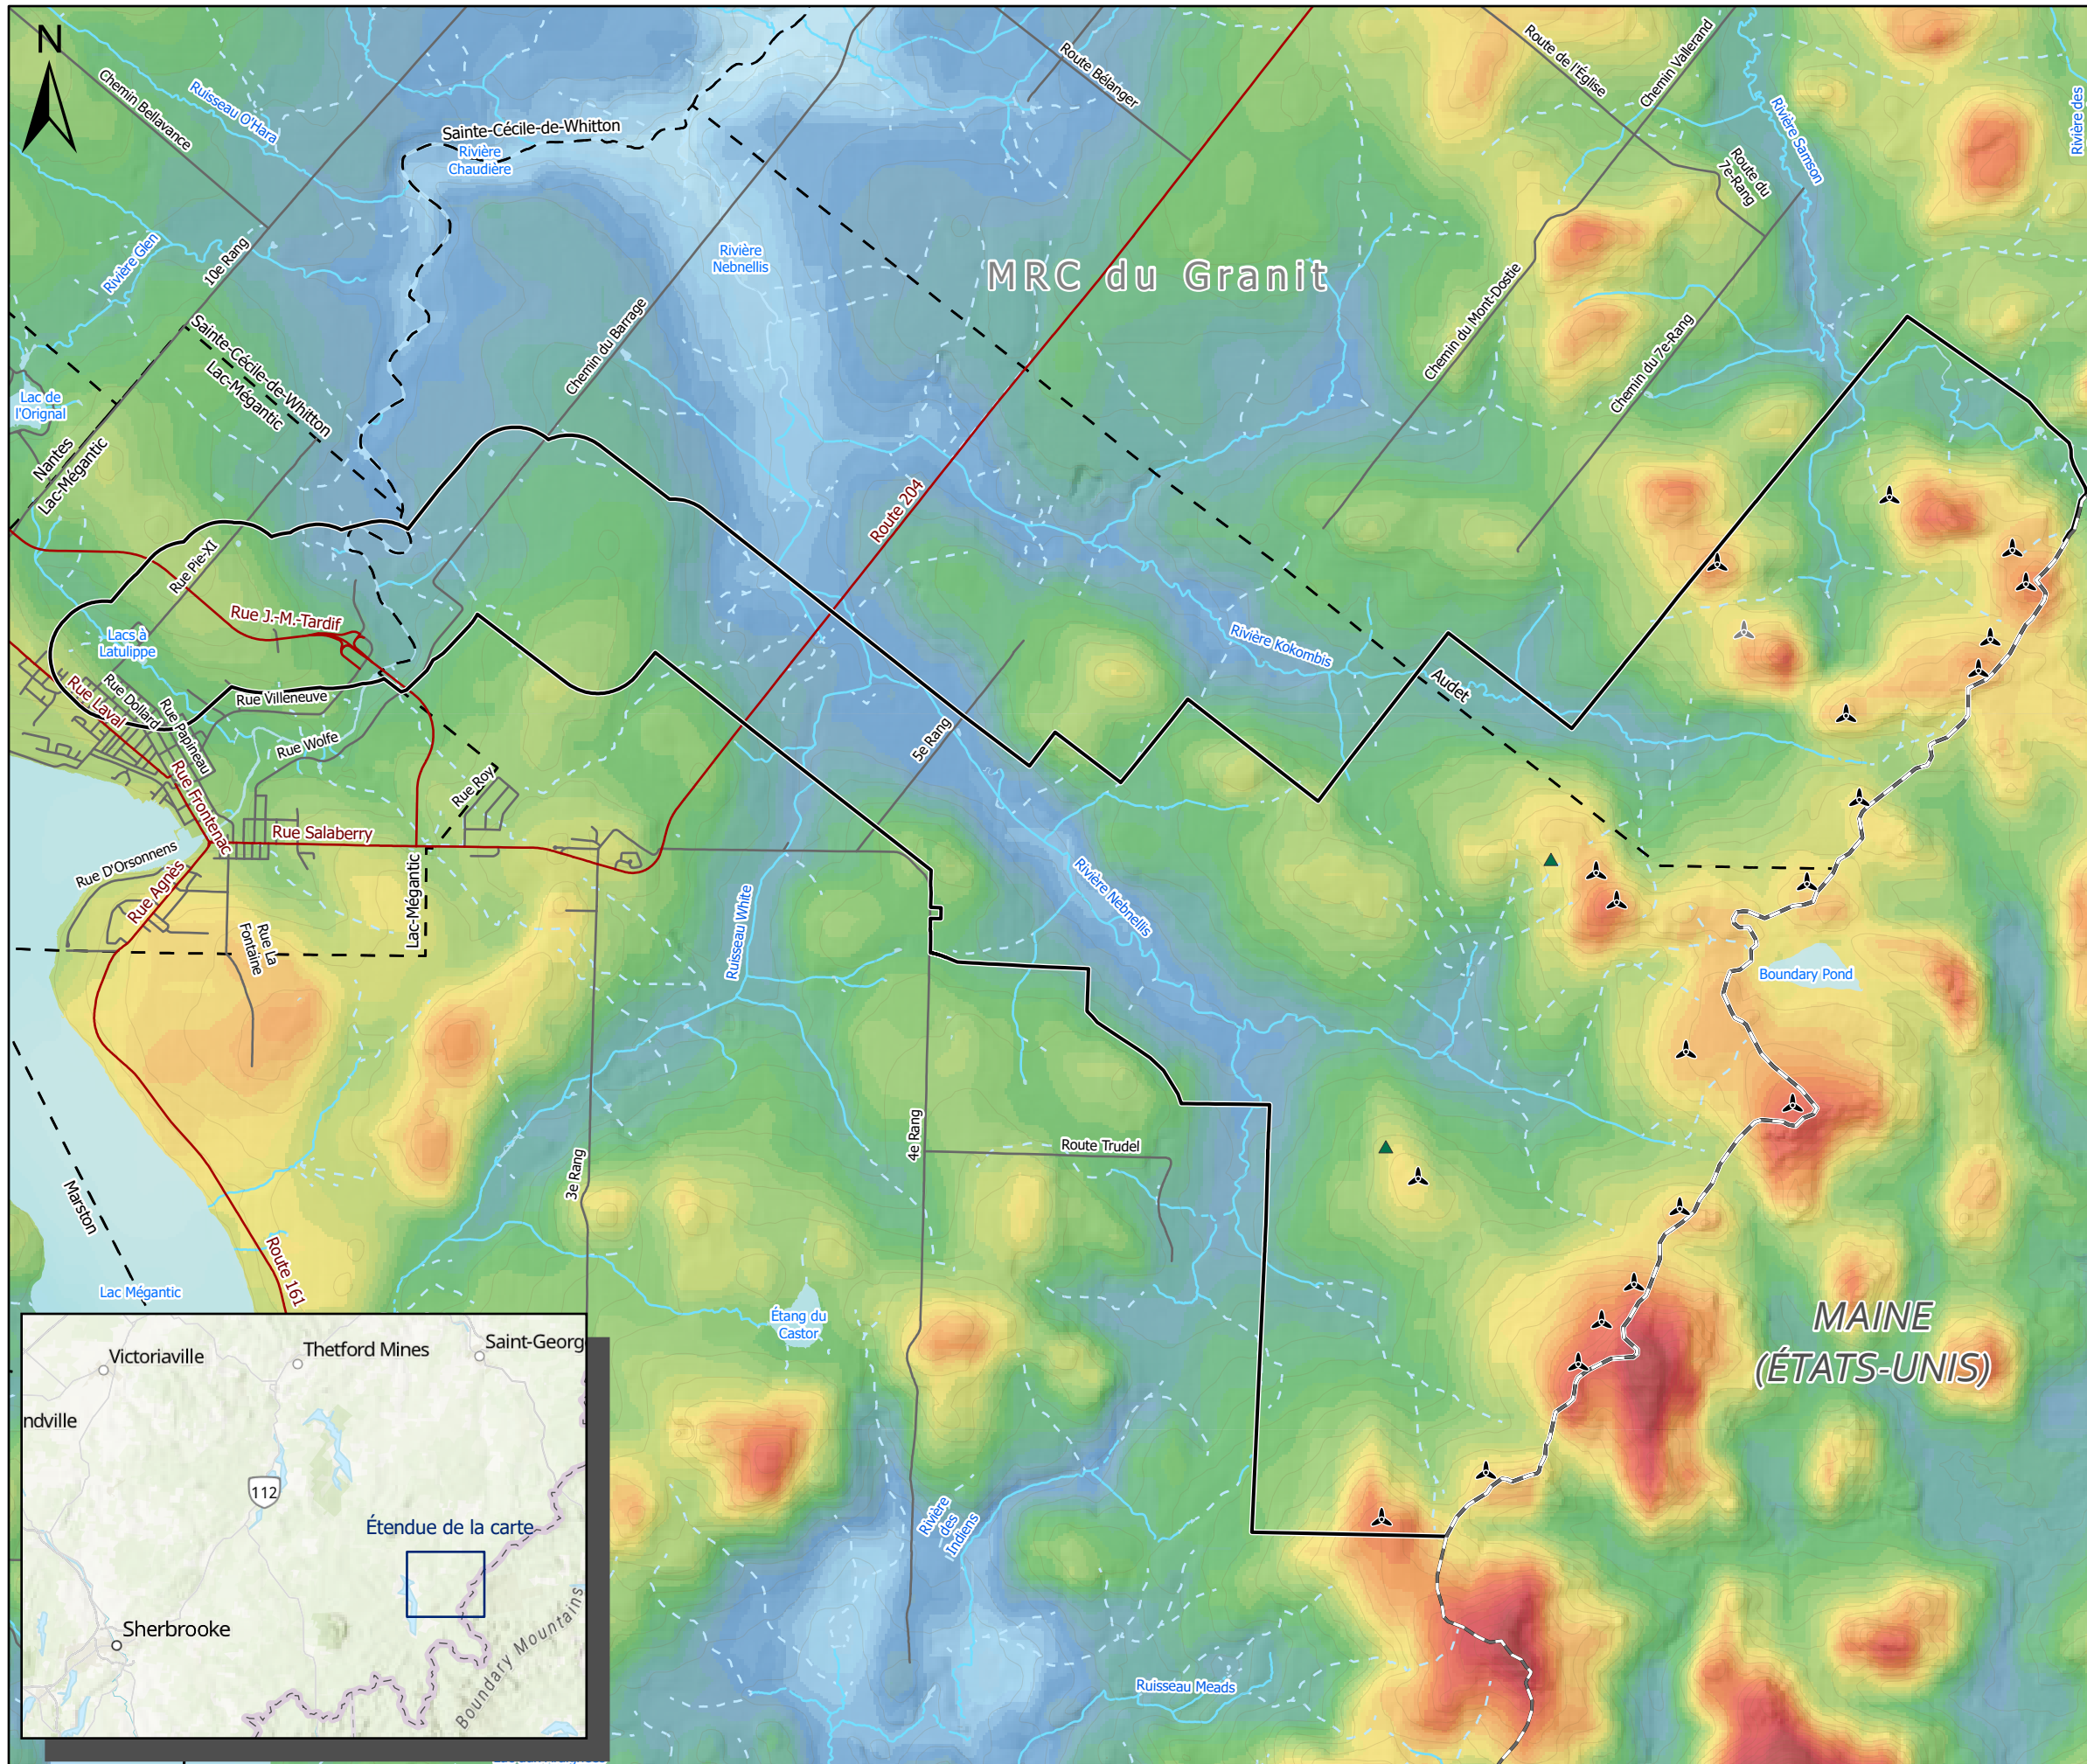 N
Chemin Bellavance
Ruisseau O'Hara
Sainte-Cécile-de-Whitton
Rivière
Chaudière
Route Bélanger
Route de l'Église
Chemin Vallerand
Rivière Samson
Rivière des
Route du
7e-Rang
Rivière Glen
10e Rang
Rivière
Nebnellis
MRC du Granit
Chemin du Barrage
Chemin du Mont-Dostie
Chemin du 7e-Rang
Sainte-Cécile-de-Whitton
Lac-Mégantic
Lac de
l'Orignal
Nantes
Lac-Mégantic
Route 204
Rue Pie-XI
Rue J.-M.-Tardif
Lacs à
Latulippe
Rivière Kokombis
Audet
Rue Laval
Rue Dollard
Rue Papineau
Rue Villeneuve
Rue Wolfe
5e Rang
Rue Frontenac
Rue Roy
Rue Salaberry
Rue D'Orsonnens
Rue Agnès
Lac-Mégantic
Rue La
Fontaine
Ruisseau White
Rivière Nebnellis
Boundary Pond
4e Rang
Route Trudel
3e Rang
Marston
Route 161
Lac Mégantic
Étang du
Castor
MAINE
(ÉTATS-UNIS)
Victoriaville
Thetford Mines
Saint-Georg
ndville
112
Étendue de la carte
Sherbrooke
Boundary Mountains
Rivière
des
Indiens
Ruisseau Meads